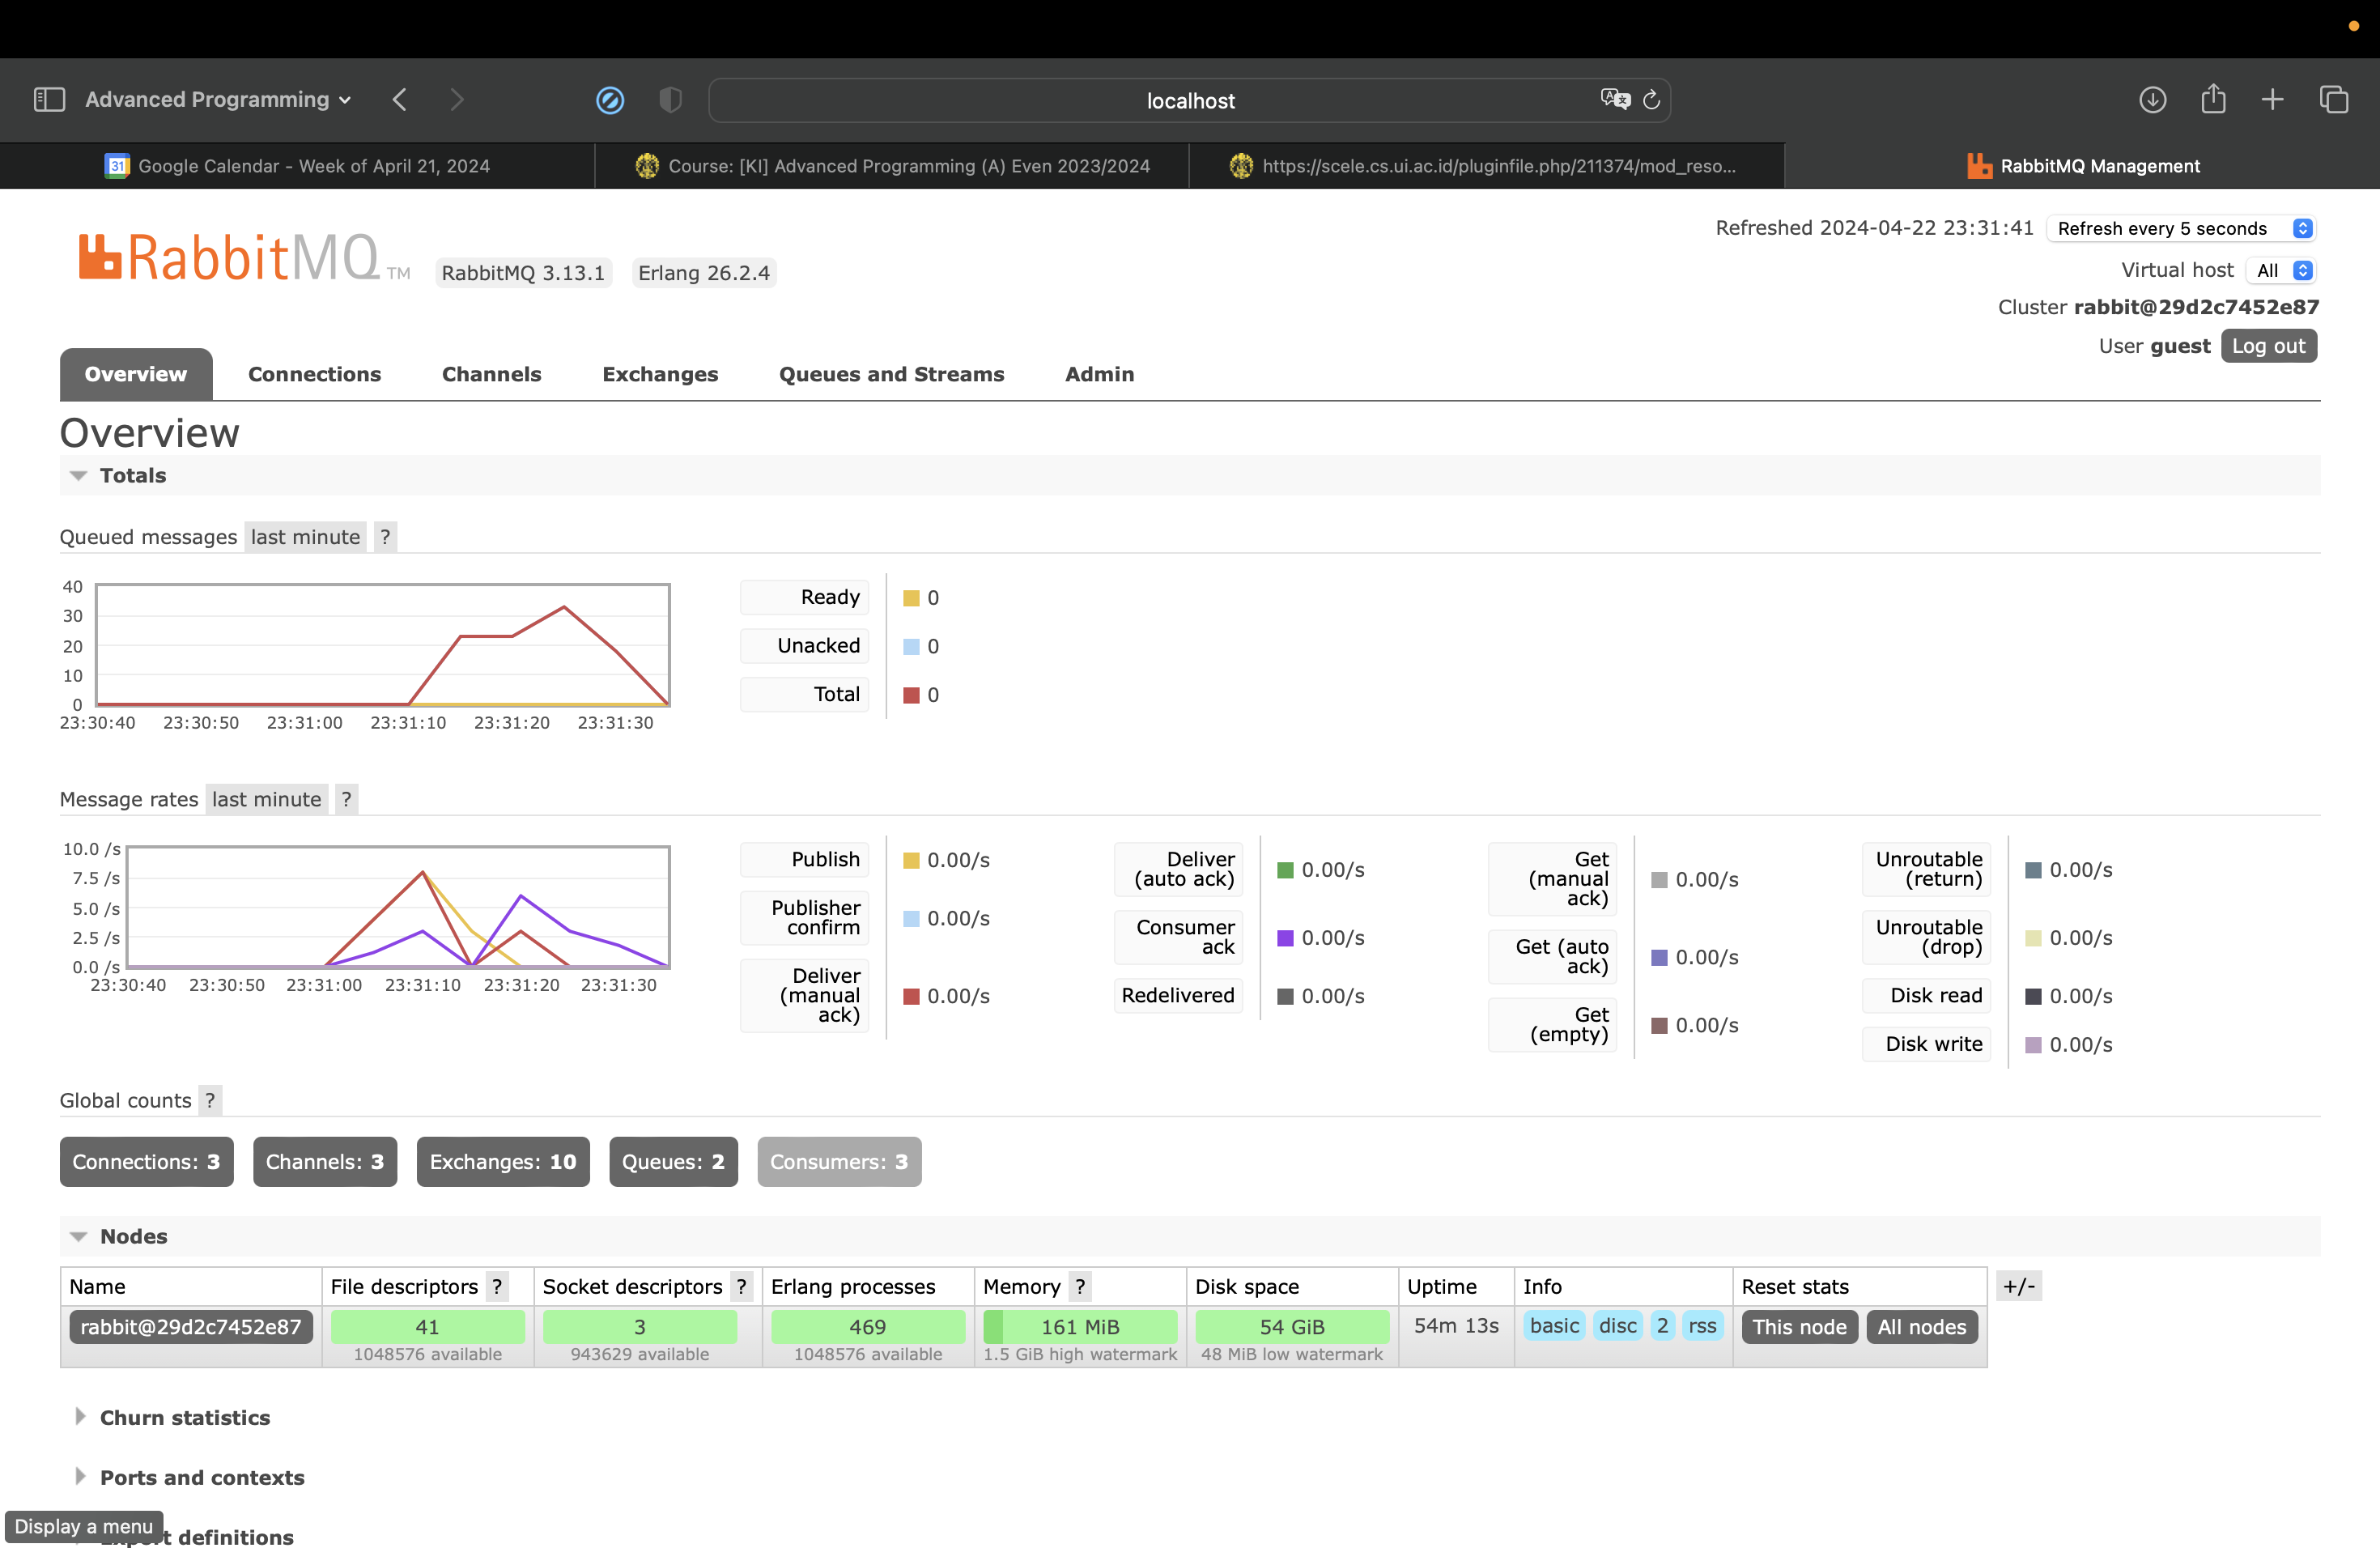 Advanced Programming
localhost
31 Google Calendar - Week of April 21, 2024
Course: [KI] Advanced Programming (A) Even 2023/2024
https://scele.cs.ui.ac.id/pluginfile.php/211374/mod_reso...
RabbitMQ Management
RabbitMQ TM RabbitMQ 3.13.1 Erlang 26.2.4
Refreshed 2024-04-22 23:31:41 Refresh every 5 seconds
Virtual host All
Cluster rabbit@29d2c7452e87
User guest Log out
Overview Connections Channels Exchanges Queues and Streams Admin
Overview
Totals
Queued messages last minute ?
40
30
20
10
0
23:30:40 23:30:50 23:31:00 23:31:10 23:31:20 23:31:30
Ready 0
Unacked 0
Total 0
Message rates last minute ?
10.0 /s
7.5 /s
5.0 /s
2.5 /s
0.0 /s
23:30:40 23:30:50 23:31:00 23:31:10 23:31:20 23:31:30
Publish 0.00/s
Publisher
confirm 0.00/s
Deliver
(manual
ack) 0.00/s
Deliver
(auto ack) 0.00/s
Consumer
ack 0.00/s
Redelivered 0.00/s
Get
(manual
ack) 0.00/s
Get (auto
ack) 0.00/s
Get
(empty) 0.00/s
Unroutable
(return) 0.00/s
Unroutable
(drop) 0.00/s
Disk read 0.00/s
Disk write 0.00/s
Global counts ?
Connections: 3 Channels: 3 Exchanges: 10 Queues: 2 Consumers: 3
Nodes
Name File descriptors ? Socket descriptors ? Erlang processes Memory ? Disk space Uptime Info Reset stats +/-
rabbit@29d2c7452e87 41 3 469 161 MiB 54 GiB 54m 13s basic disc 2 rss This node All nodes
1048576 available 943629 available 1048576 available 1.5 GiB high watermark 48 MiB low watermark
Churn statistics
Ports and contexts
Display a menu
definitions